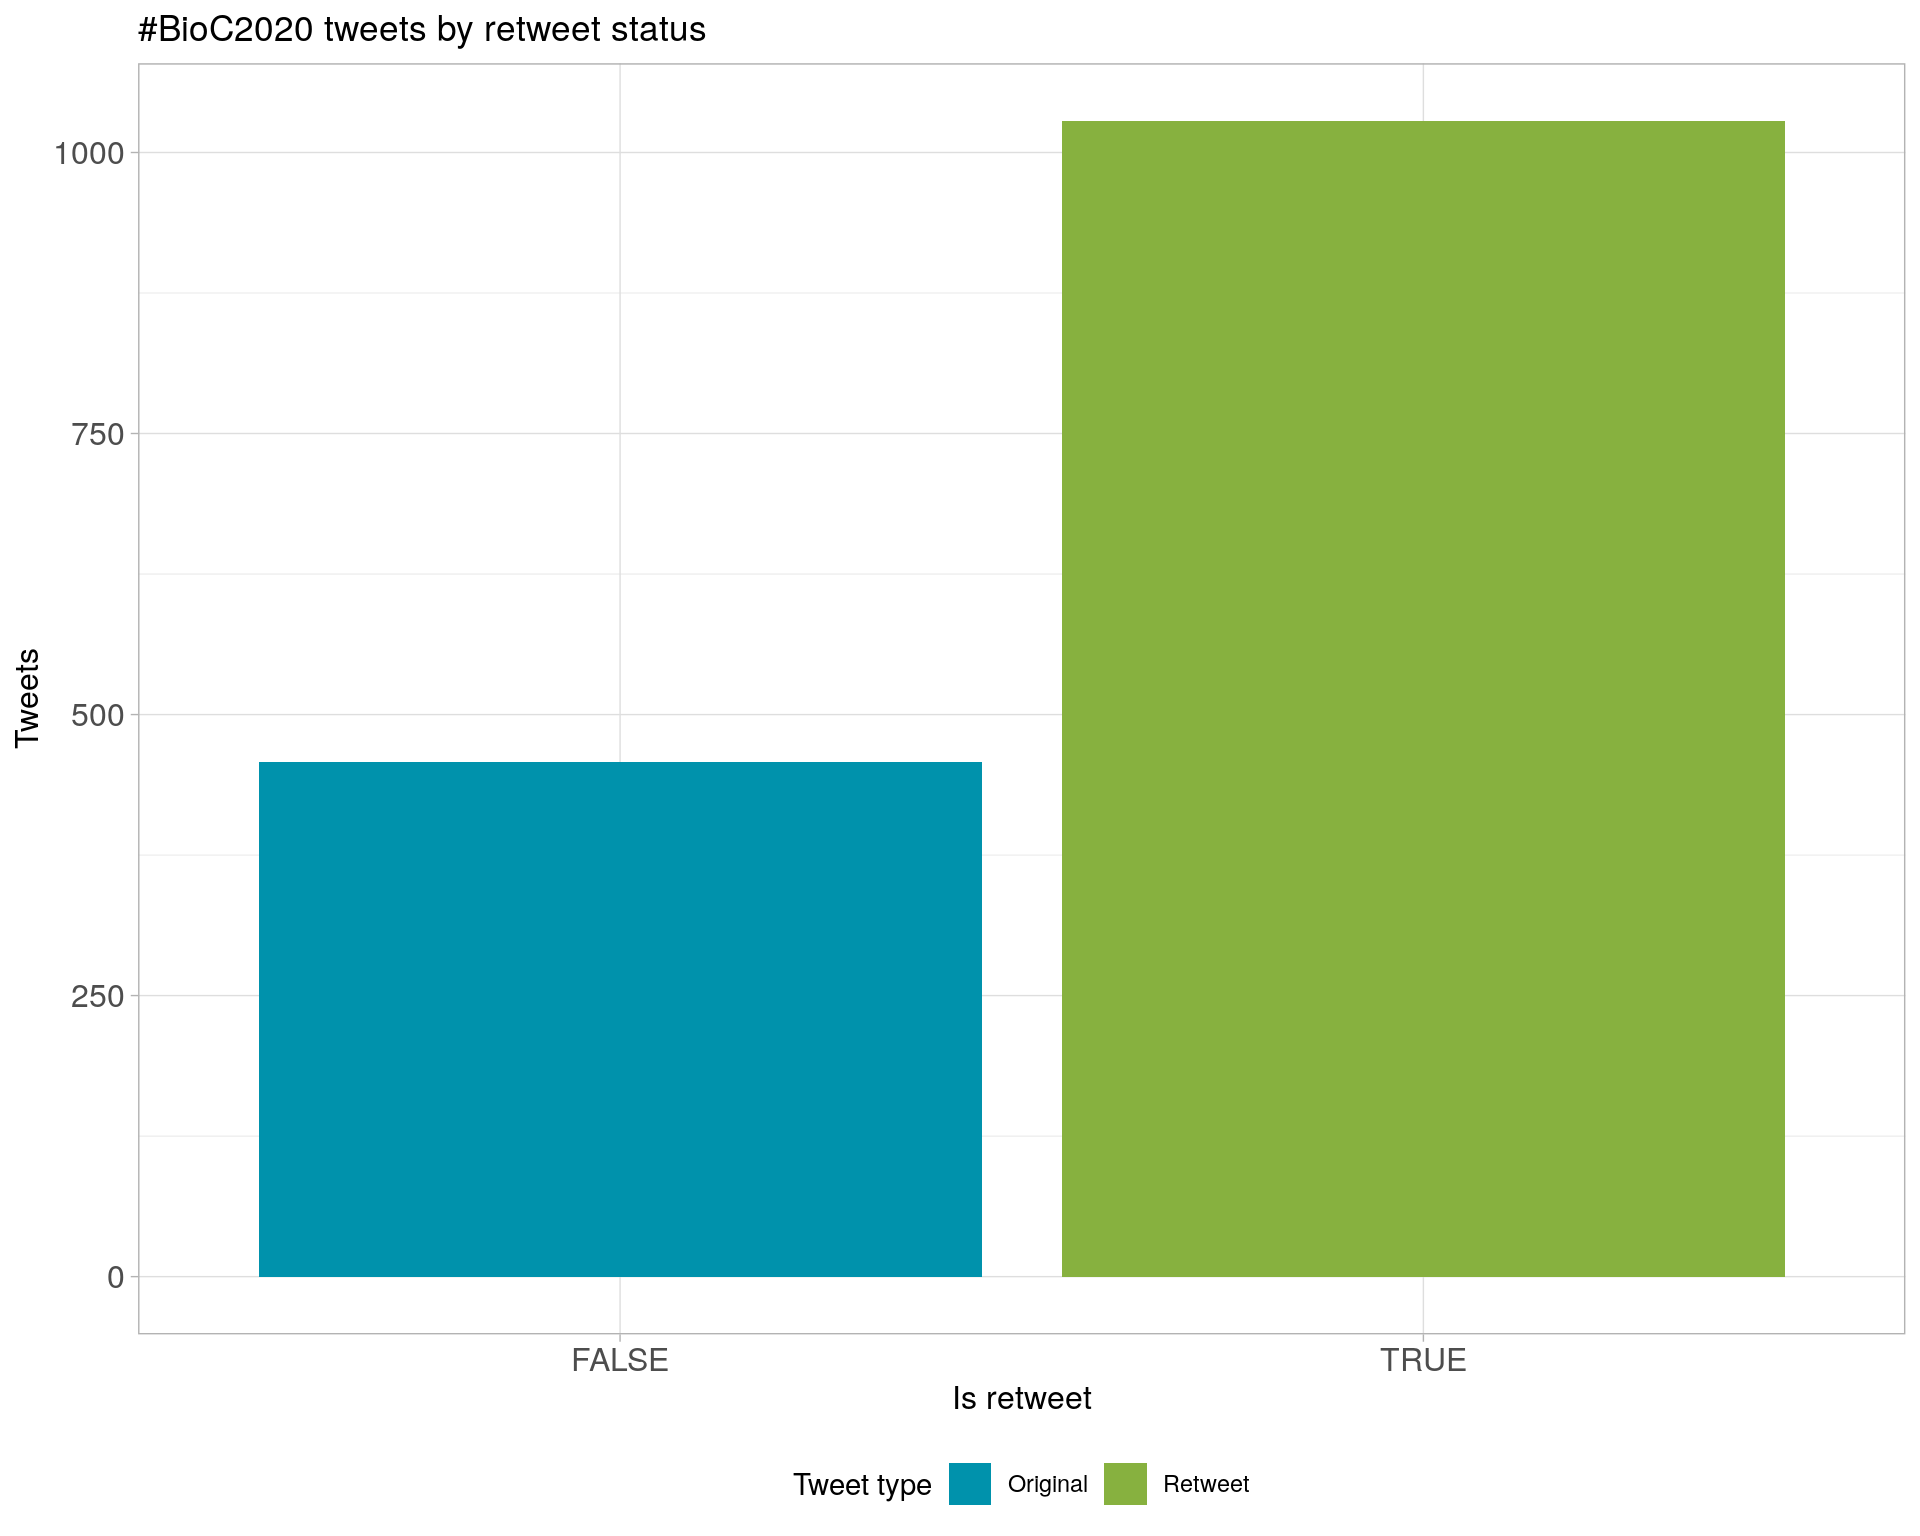 #BioC2020 tweets by retweet status
1000
750
500
250
0
Tweets
FALSE
TRUE
Is retweet
Tweet type
Original
Retweet